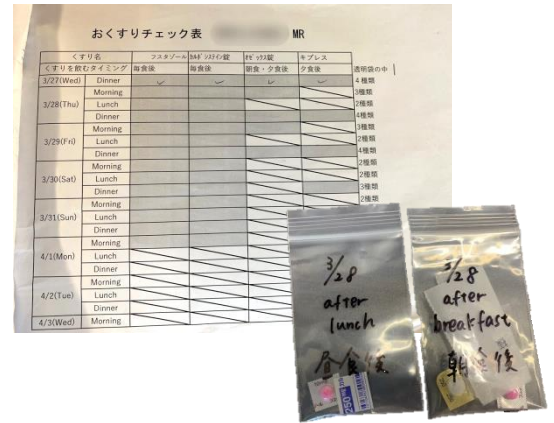 おくすりチェック表 MR
くすり名 フスタゾール カルボシステイン錠 オビックス錠 キプレス
くすりを飲むタイミング 毎食後 毎食後 朝食・夕食後 夕食後 透明袋の中
3/27(Wed) Dinner 4種類
Morning 3種類
3/28(Thu) Lunch 2種類
Dinner 4種類
Morning 3種類
3/29(Fri) Lunch 2種類
Dinner 4種類
Morning 2種類
3/30(Sat) Lunch 2種類
Dinner 3種類
Morning 2種類
3/31(Sun) Lunch
Dinner
Morning
4/1(Mon) Lunch
Dinner
Morning
4/2(Tue) Lunch
Dinner
4/3(Wed) Morning
3/28
after
lunch
昼食後
3/28
after
breakfast
朝食後